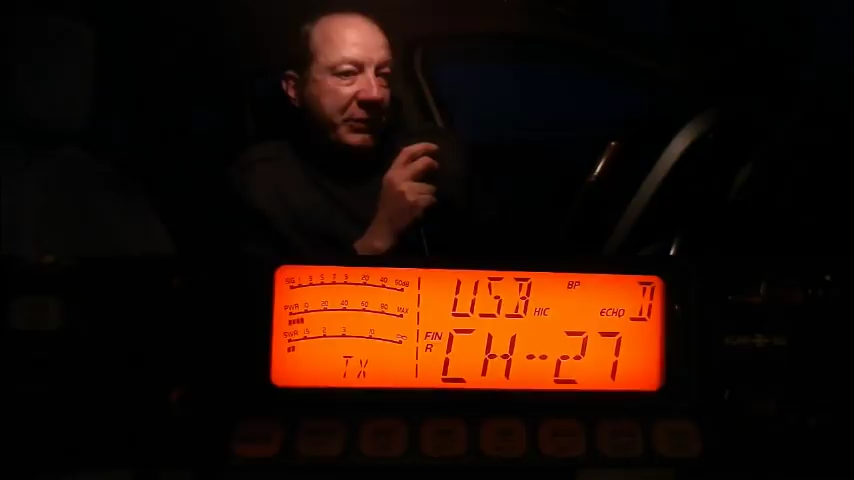 SIG 1 3 5 7 9 20 40 60dB
PWR 10 20 40 60 80 MAX
SWR 1.5 2 3 10 ∞
TX
USB HIC BP ECHO D
FIN
R CH--27